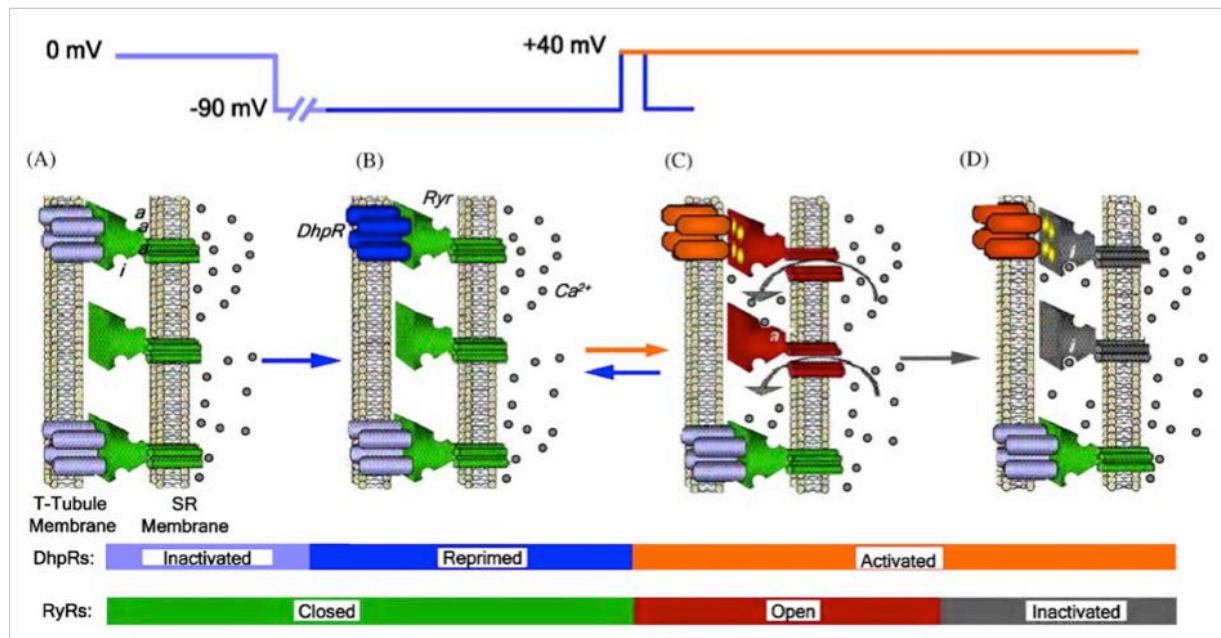 0 mV
+40 mV
-90 mV
(A)
(B)
(C)
(D)
a
a
a
i
DhpR
Ryr
Ca²⁺
a
i
i
T-Tubule
Membrane
SR
Membrane
DhpRs:
Inactivated
Reprimed
Activated
RyRs:
Closed
Open
Inactivated